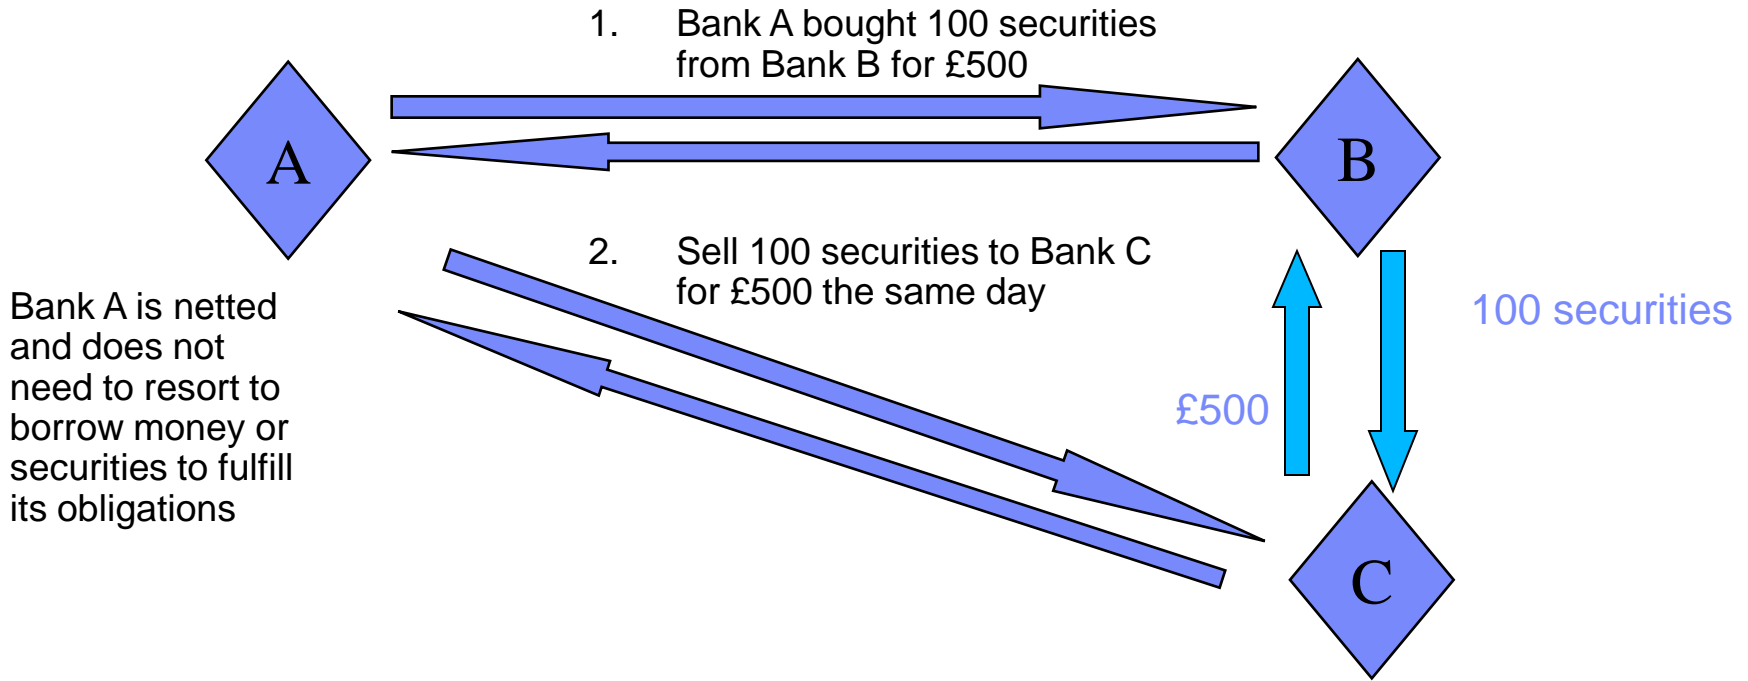 1. Bank A bought 100 securities
from Bank B for £500
A
B
2. Sell 100 securities to Bank C
for £500 the same day
Bank A is netted
and does not
need to resort to
borrow money or
securities to fulfill
its obligations
100 securities
£500
C